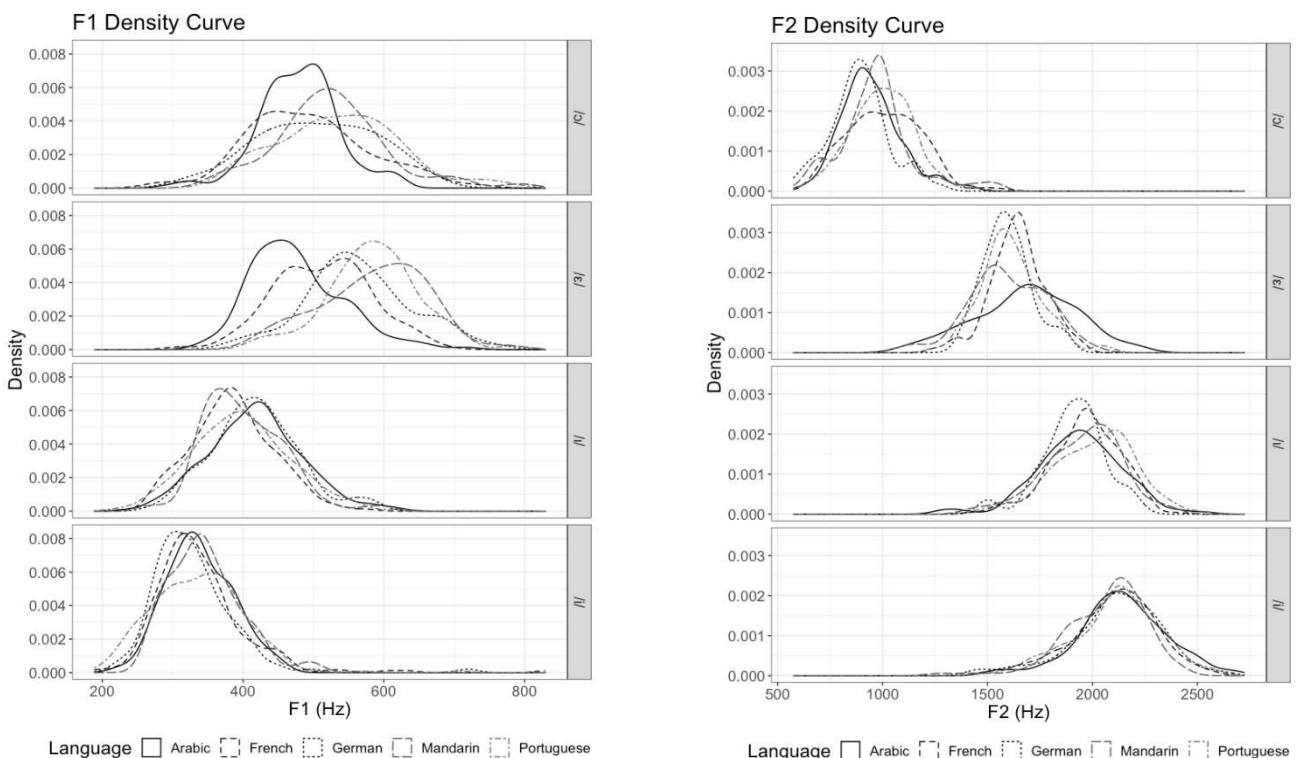 F1 Density Curve
0.008
0.006
0.004
0.002
0.000
/ɔ/
0.008
0.006
0.004
0.002
0.000
/ɛ/
0.008
0.006
0.004
0.002
0.000
/ɪ/
0.008
0.006
0.004
0.002
0.000
/i/
Density
200 400 600 800
F1 (Hz)
Language Arabic French German Mandarin Portuguese
F2 Density Curve
0.003
0.002
0.001
0.000
/ɔ/
0.003
0.002
0.001
0.000
/ɛ/
0.003
0.002
0.001
0.000
/ɪ/
0.003
0.002
0.001
0.000
/i/
Density
500 1000 1500 2000 2500
F2 (Hz)
Language Arabic French German Mandarin Portuguese